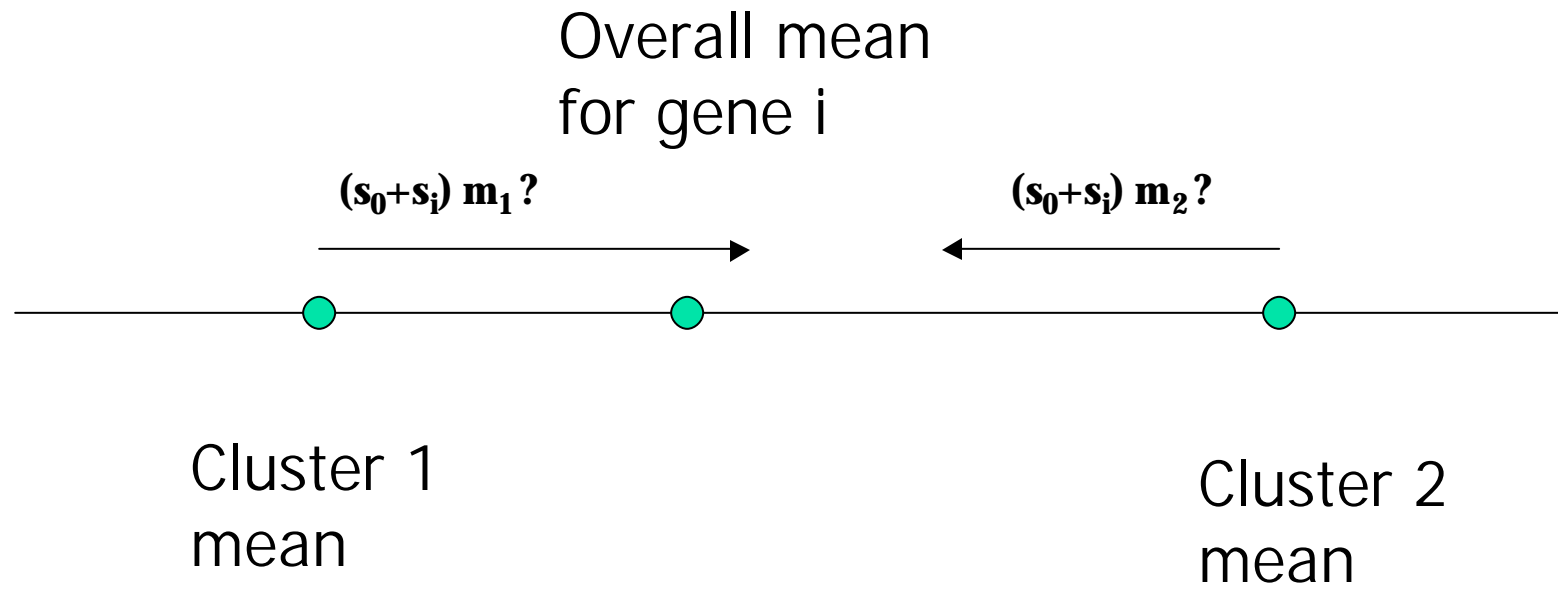 Overall mean
for gene i
(s₀+sᵢ) m₁?
(s₀+sᵢ) m₂?
Cluster 1
mean
Cluster 2
mean